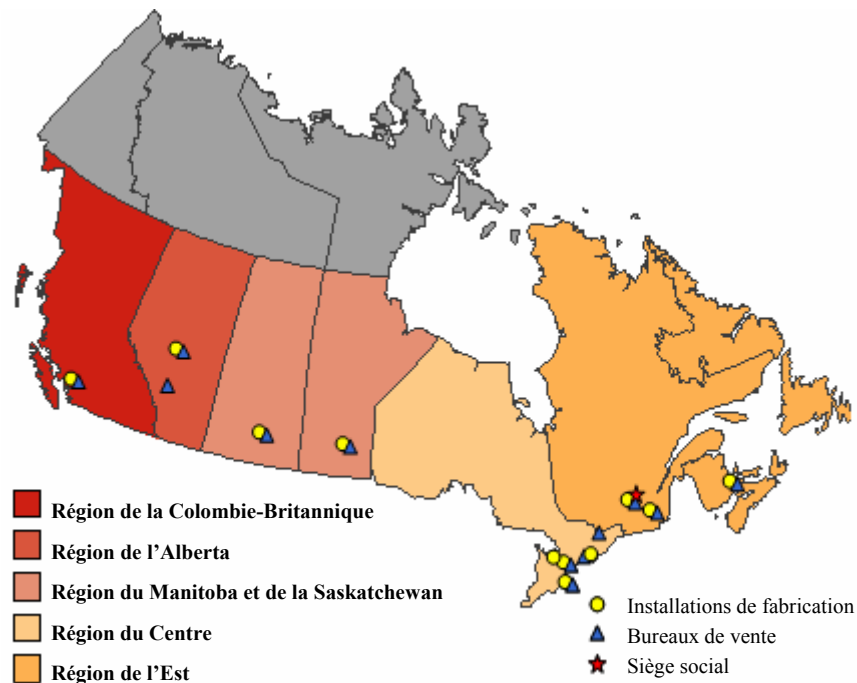 Région de la Colombie-Britannique
Région de l’Alberta
Région du Manitoba et de la Saskatchewan
Région du Centre
Région de l’Est
Installations de fabrication
Bureaux de vente
Siège social